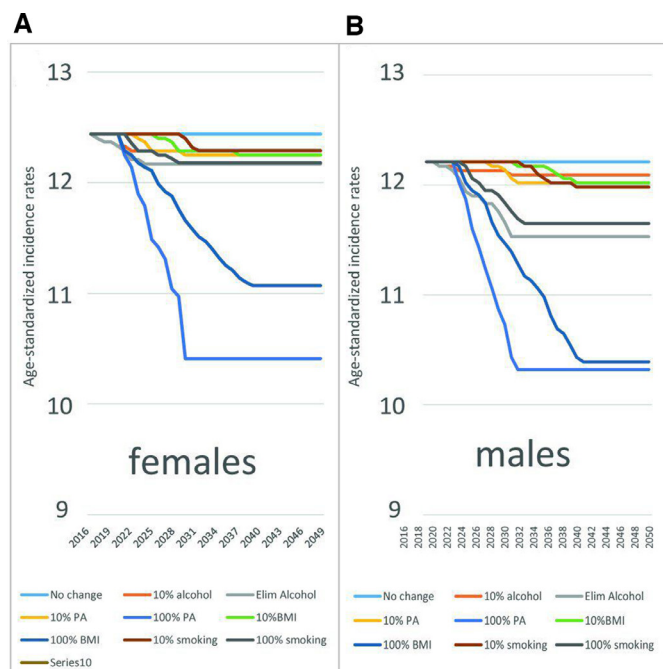 A
B
Age-standardized incidence rates
13
12
11
10
9
females
2016 2019 2022 2025 2028 2031 2034 2037 2040 2043 2046 2049
No change 10% alcohol Elim Alcohol
10% PA 100% PA 10%BMI
100% BMI 10% smoking 100% smoking
Series10
Age-standardized incidence rates
13
12
11
10
9
males
2016 2018 2020 2022 2024 2026 2028 2030 2032 2034 2036 2038 2040 2042 2044 2046 2048 2050
No change 10% alcohol Elim Alcohol
10% PA 100% PA 10%BMI
100% BMI 10% smoking 100% smoking